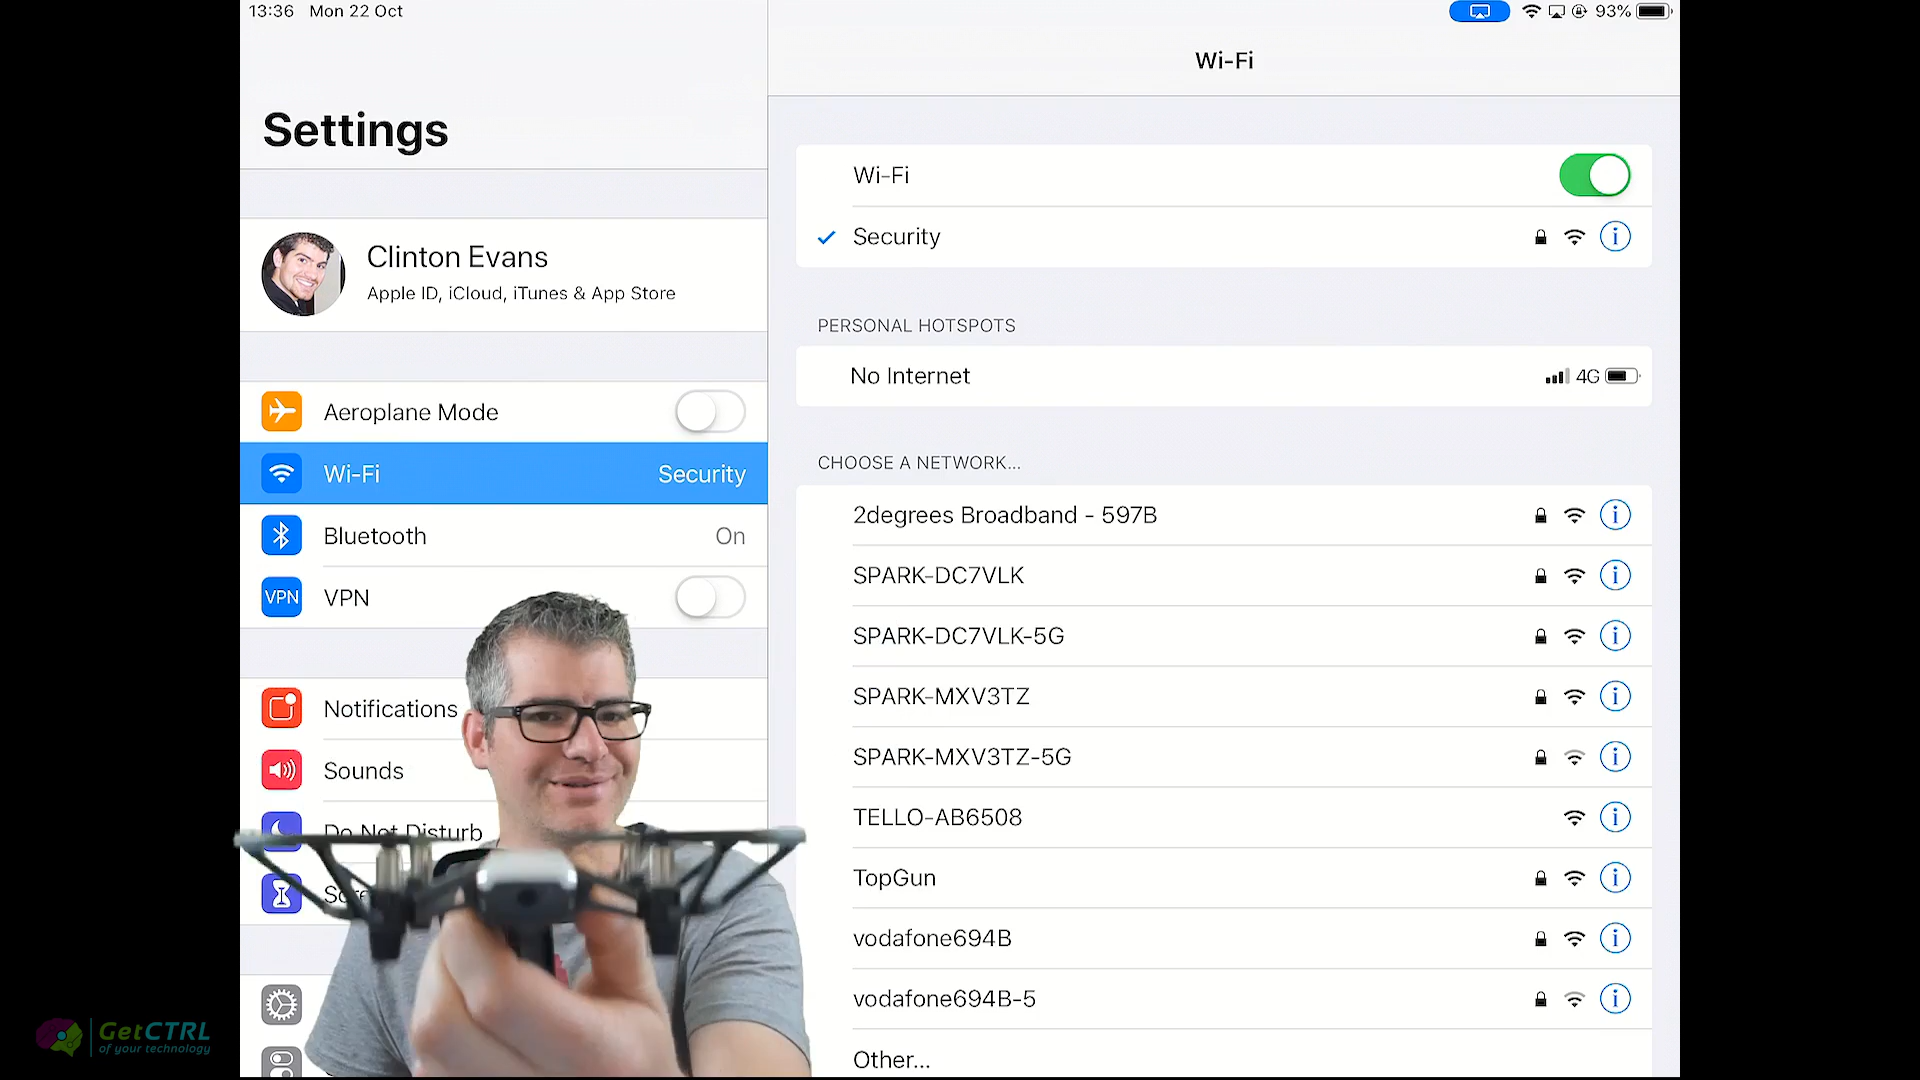 13:36 Mon 22 Oct
93%
Settings
Clinton Evans
Apple ID, iCloud, iTunes & App Store
Aeroplane Mode
Wi-Fi Security
Bluetooth On
VPN VPN
Notifications
Sounds
Do Not Disturb
Wi-Fi
Wi-Fi
Security
PERSONAL HOTSPOTS
No Internet 4G
CHOOSE A NETWORK...
2degrees Broadband - 597B
SPARK-DC7VLK
SPARK-DC7VLK-5G
SPARK-MXV3TZ
SPARK-MXV3TZ-5G
TELLO-AB6508
TopGun
vodafone694B
vodafone694B-5
Other...
GetCTRL
of your technology